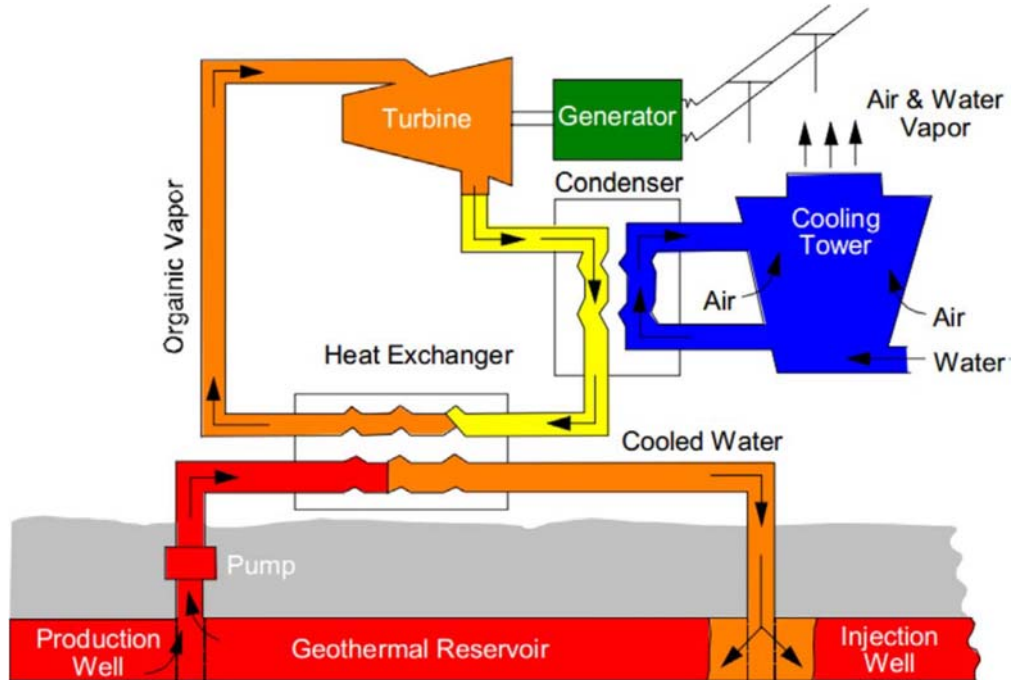 Turbine
Generator
Air & Water
Vapor
Condenser
Cooling
Tower
Orgainic Vapor
Air
Air
Water
Heat Exchanger
Cooled Water
Pump
Production
Well
Geothermal Reservoir
Injection
Well